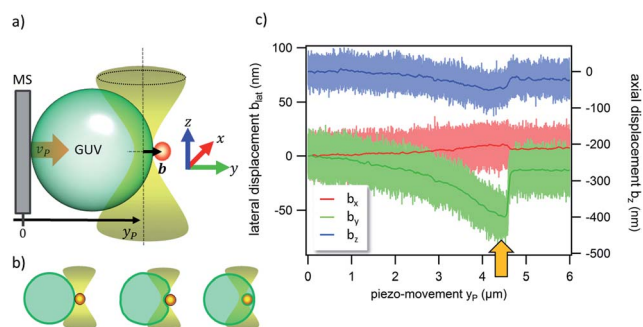 a)
MS
v_P
GUV
b
z
x
y
0
y_P
b)
c)
lateral displacement b_lat (nm)
100
50
0
-50
b_x
b_y
b_z
0
-100
-200
-300
-400
-500
axial displacement b_z (nm)
0
1
2
3
4
5
6
piezo-movement y_P (µm)